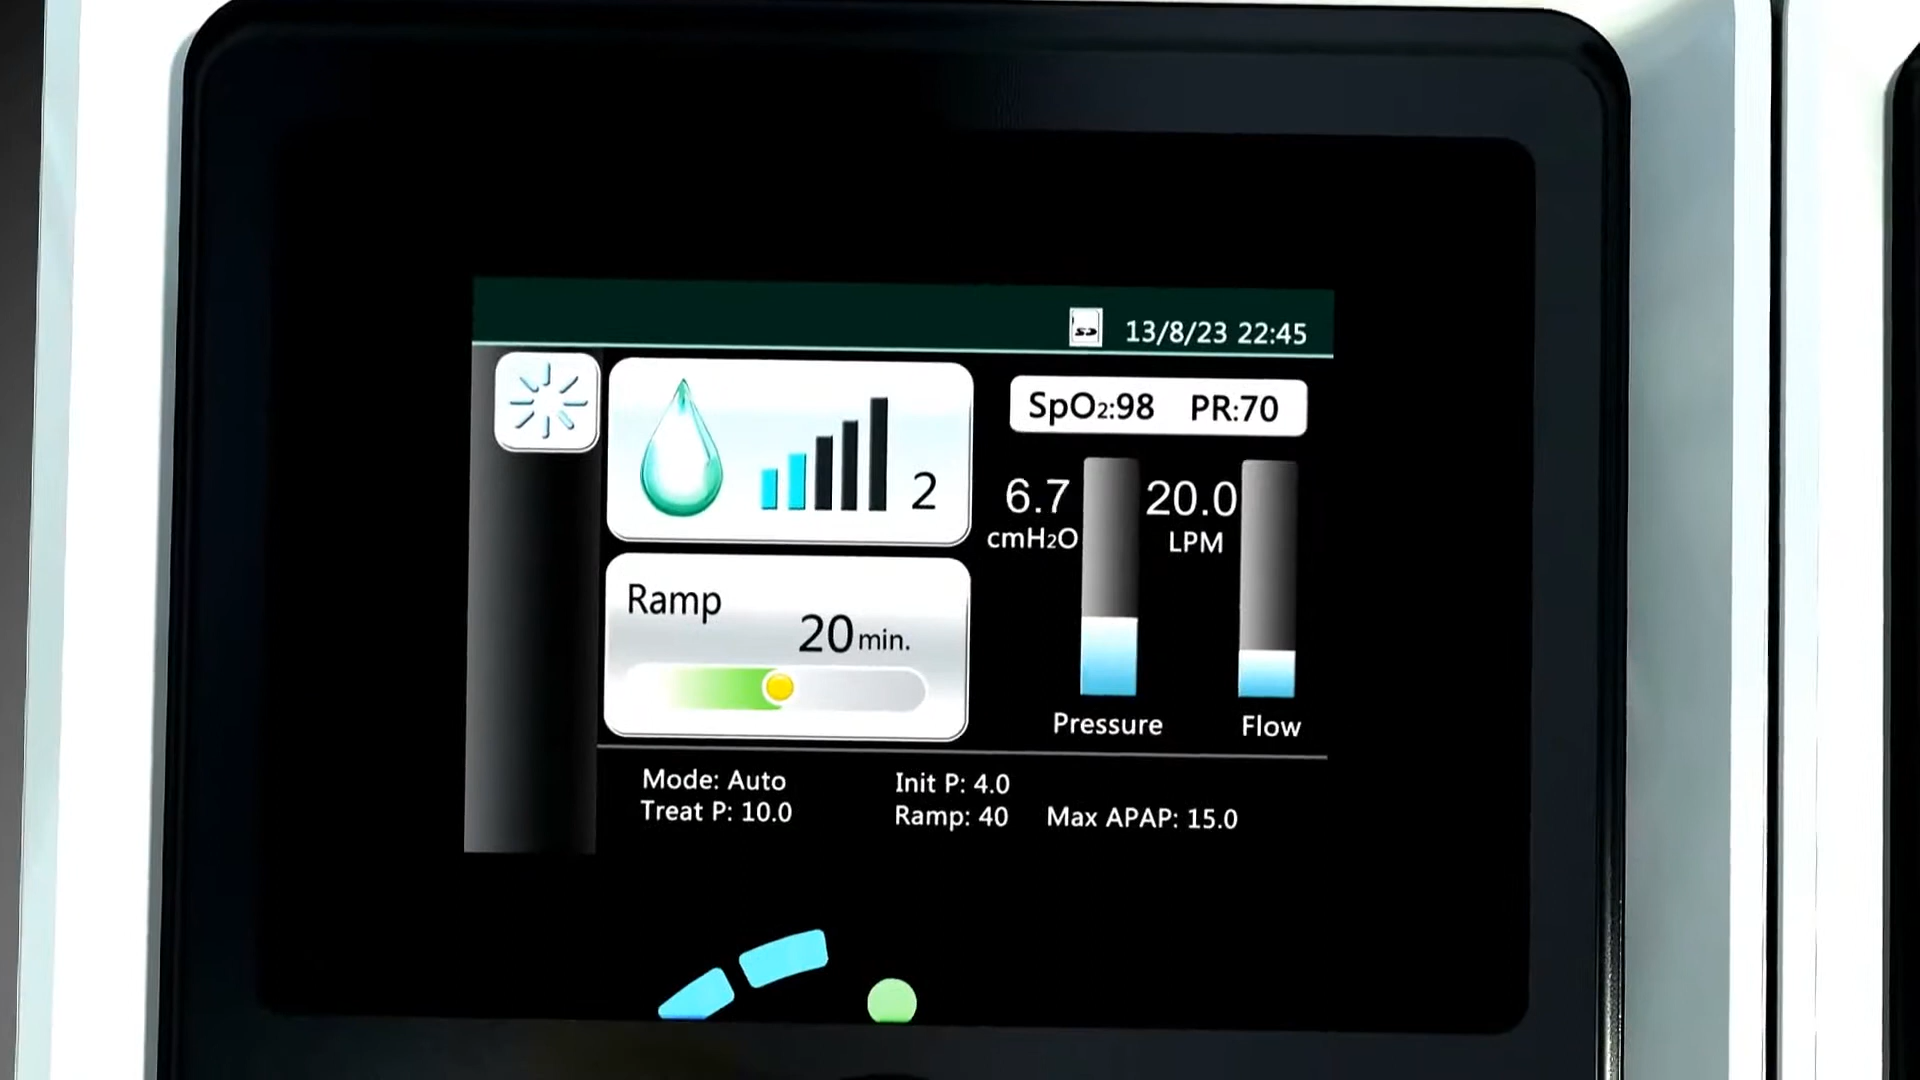 SD 13/8/23 22:45
SpO2:98 PR:70
2
6.7 cmH2O
20.0 LPM
Ramp
20 min.
Pressure Flow
Mode: Auto Init P: 4.0
Treat P: 10.0 Ramp: 40 Max APAP: 15.0